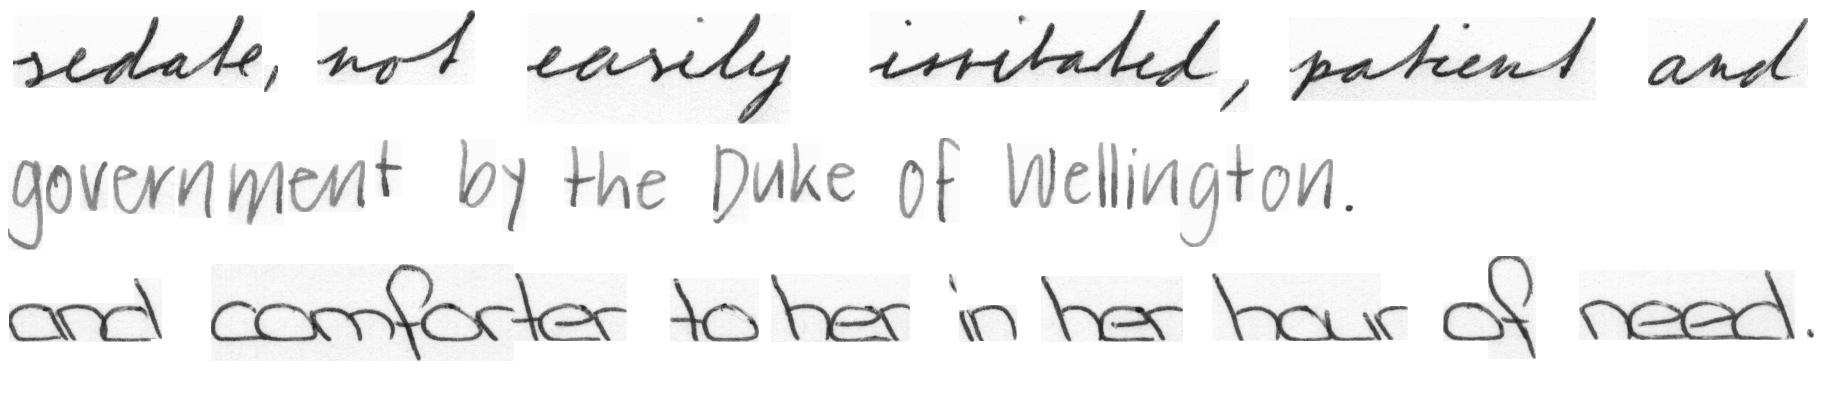 sedate, not easily irritated, patient and
government by the Duke of Wellington.
and comforter to her in her hour of need.